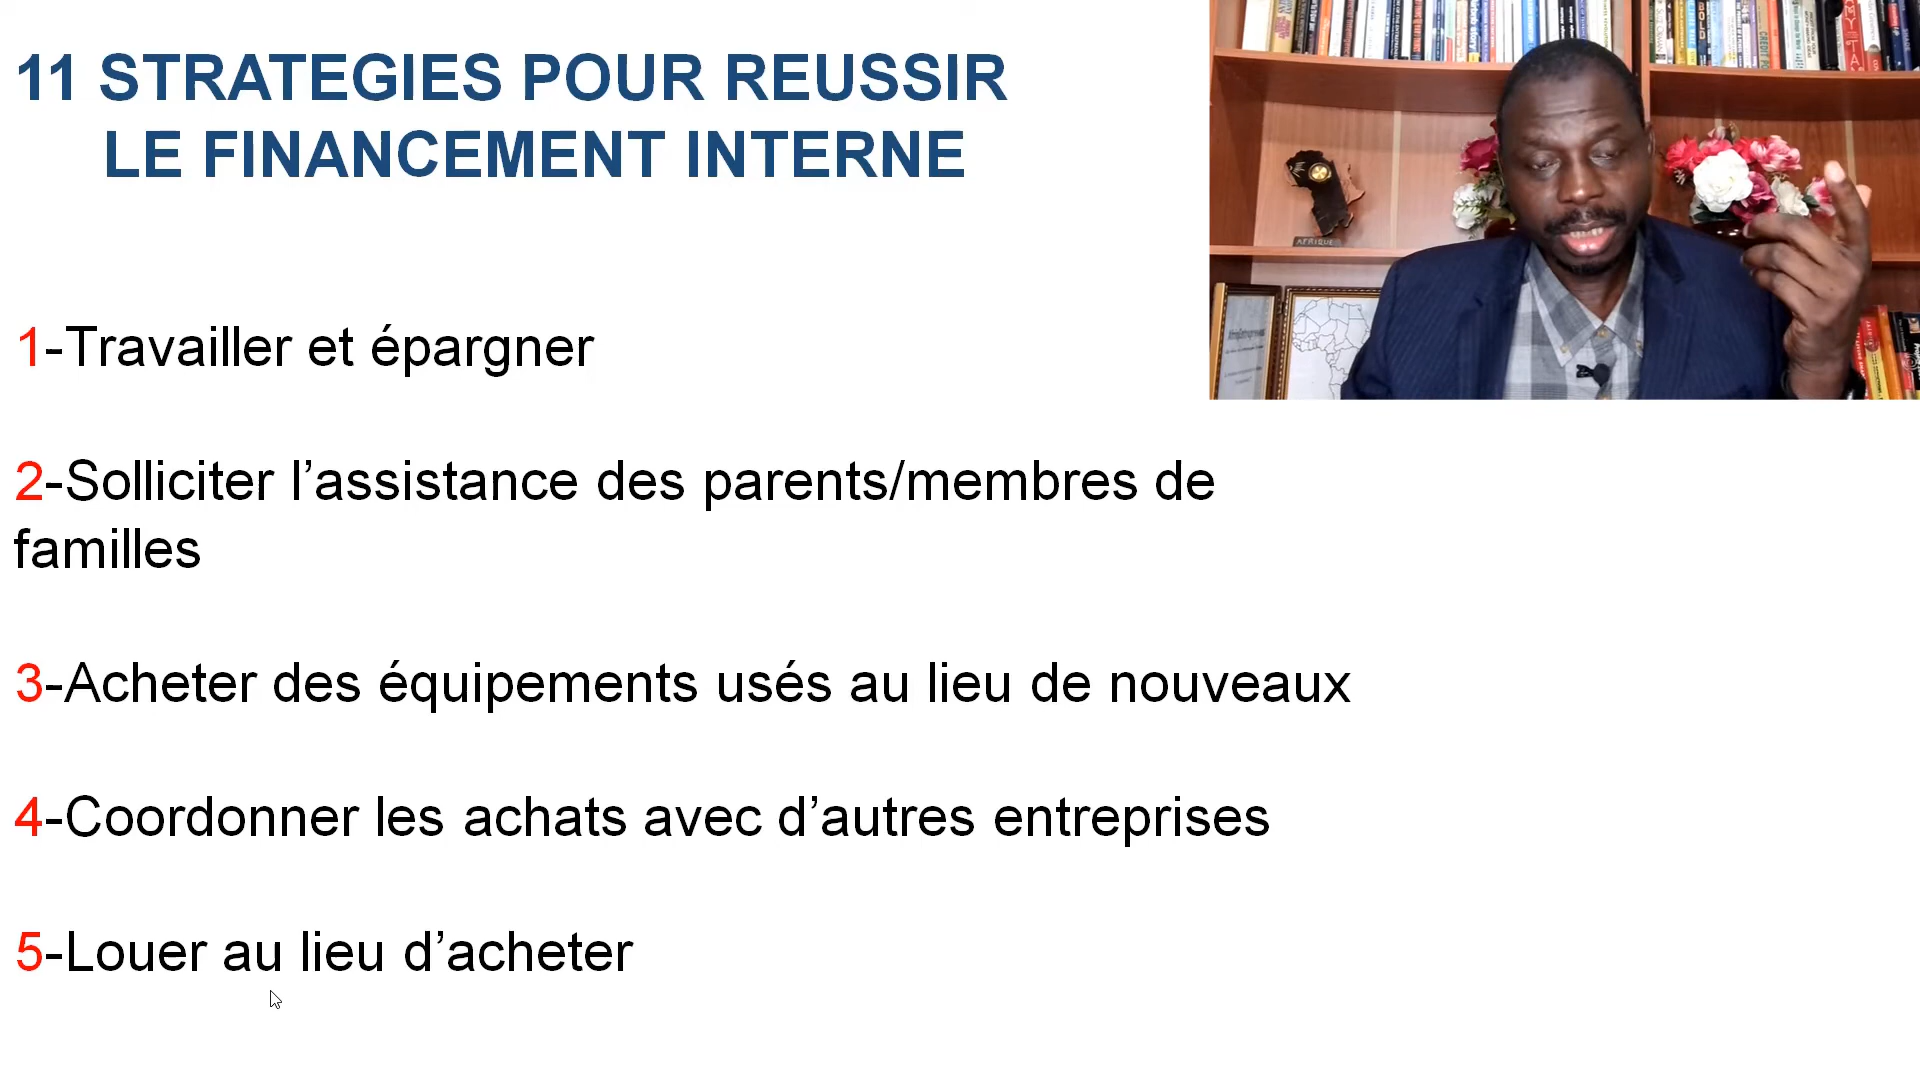 11 STRATEGIES POUR REUSSIR
LE FINANCEMENT INTERNE
1-Travailler et épargner
2-Solliciter l’assistance des parents/membres de
familles
3-Acheter des équipements usés au lieu de nouveaux
4-Coordonner les achats avec d’autres entreprises
5-Louer au lieu d’acheter
AFRIQUE
BOLD